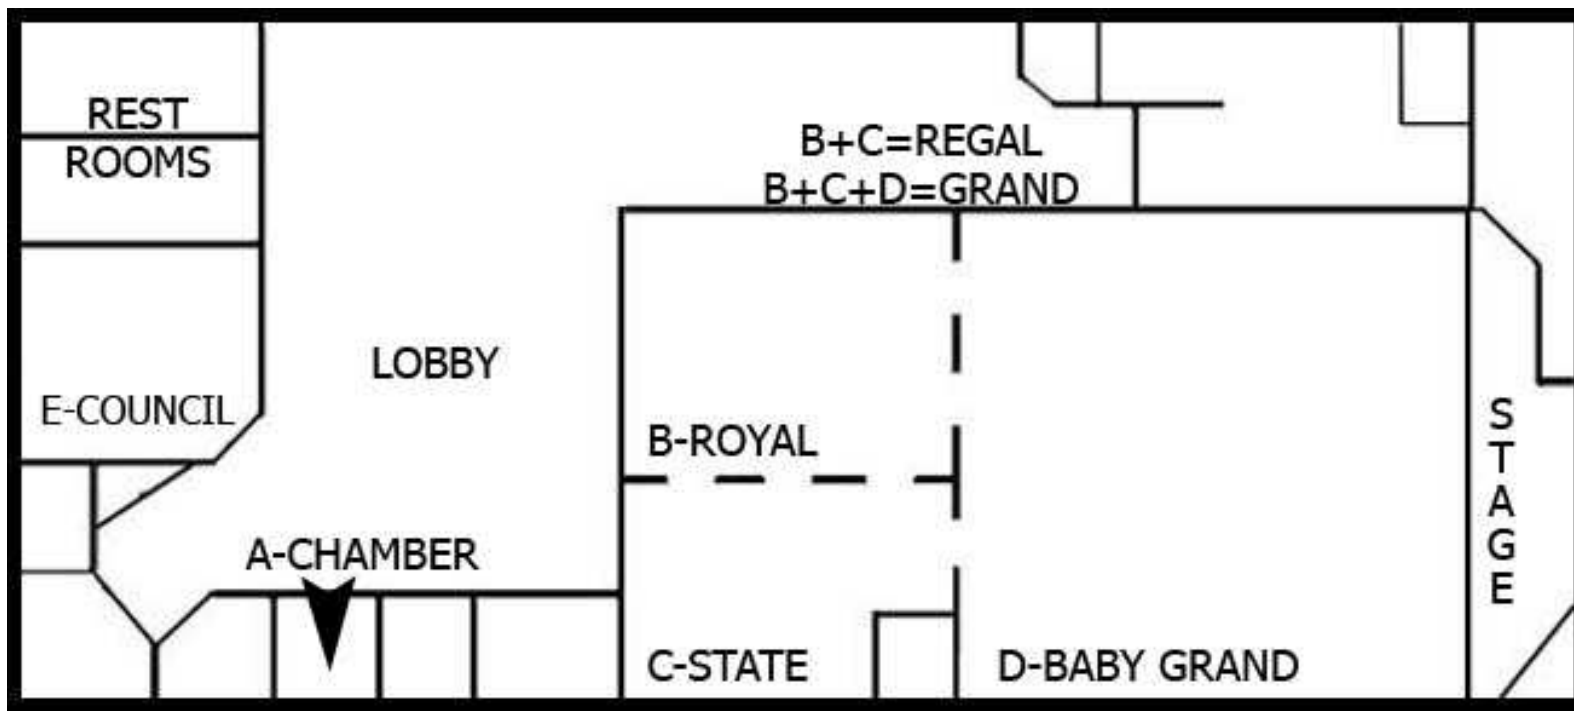 REST
ROOMS
B+C=REGAL
B+C+D=GRAND
LOBBY
E-COUNCIL
B-ROYAL
STAGE
A-CHAMBER
C-STATE
D-BABY GRAND